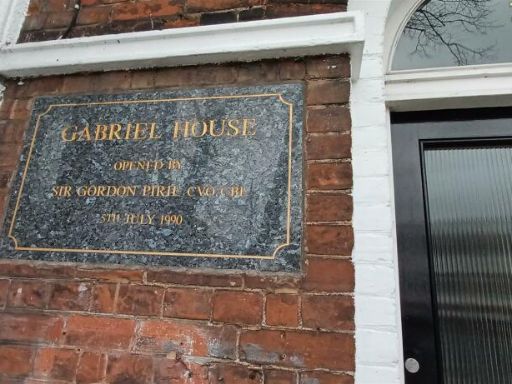 GABRIEL HOUSE
OPENED BY
SIR GORDON PIRIE CVO CBE
5TH JULY 1990